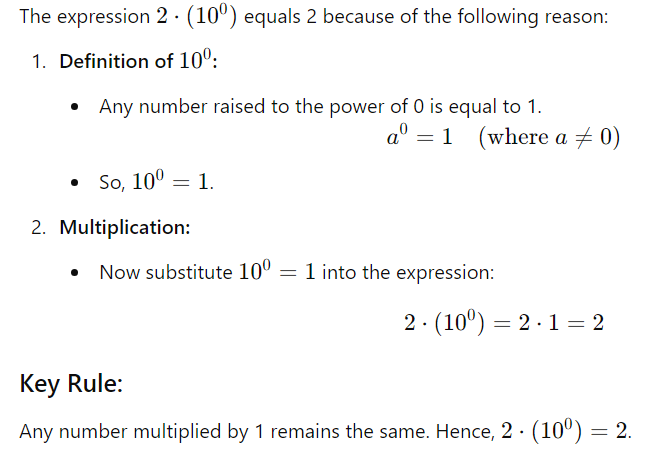 The expression 2 · (10⁰) equals 2 because of the following reason:
1. Definition of 10⁰:
• Any number raised to the power of 0 is equal to 1.
a⁰ = 1 (where a ≠ 0)
• So, 10⁰ = 1.
2. Multiplication:
• Now substitute 10⁰ = 1 into the expression:
2 · (10⁰) = 2 · 1 = 2
Key Rule:
Any number multiplied by 1 remains the same. Hence, 2 · (10⁰) = 2.